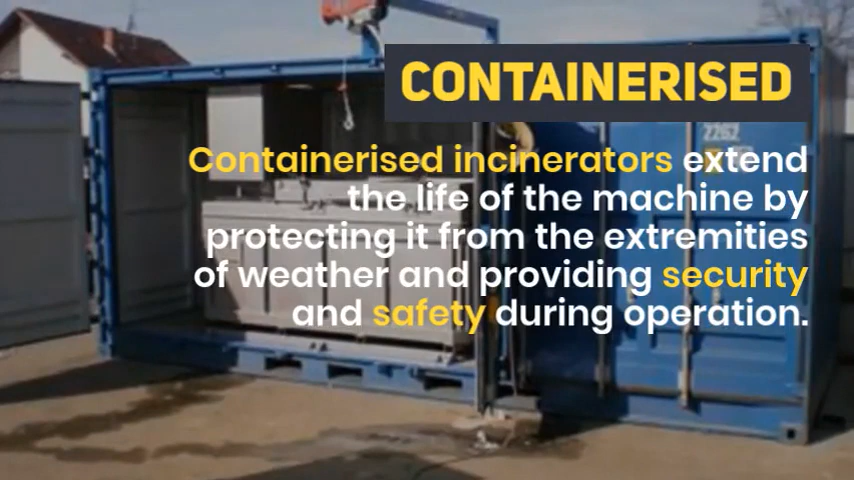 CONTAINERISED
2262
Containerised incinerators extend
the life of the machine by
protecting it from the extremities
of weather and providing security
and safety during operation.